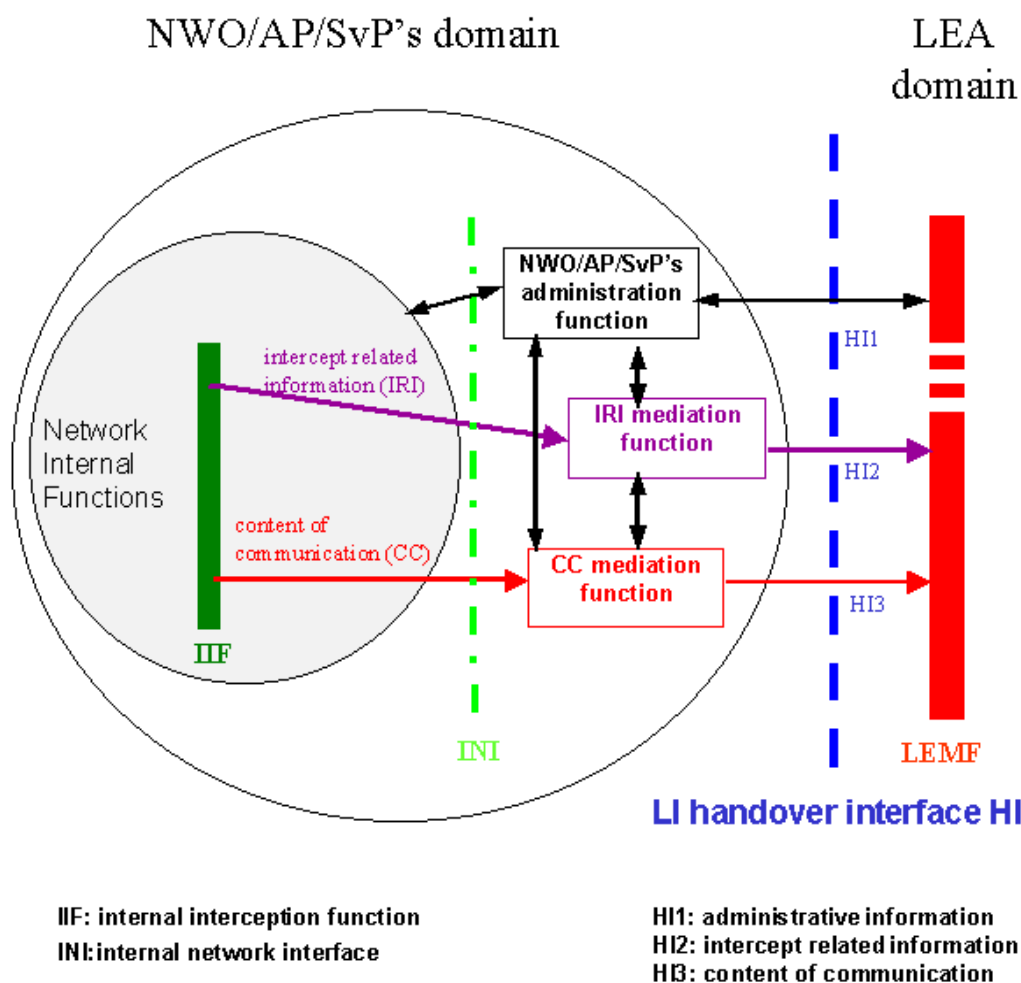 NWO/AP/SvP's domain
LEA
domain
NWO/AP/SvP's
administration
function
HI1
intercept related
information (IRI)
IRI mediation
function
HI2
Network
Internal
Functions
content of
communication (CC)
CC mediation
function
HI3
IIF
INI
LEMF
LI handover interface HI
IIF: internal interception function
INI:internal network interface
HI1: administrative information
HI2: intercept related information
HI3: content of communication